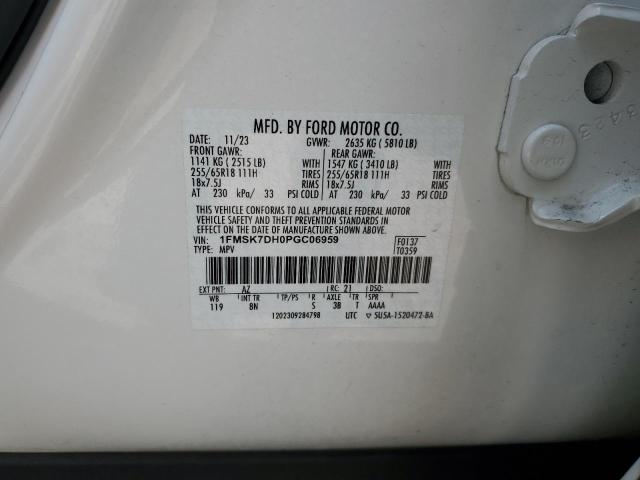 MFD. BY FORD MOTOR CO.
DATE: 11/23 GVWR: 2635 KG (5810 LB)
FRONT GAWR: REAR GAWR:
1141 KG (2515 LB) WITH 1547 KG (3410 LB) WITH
255/65R18 111H TIRES 255/65R18 111H TIRES
18x7.5J RIMS 18x7.5J RIMS
AT 230 kPa/ 33 PSI COLD AT 230 kPa/ 33 PSI COLD
THIS VEHICLE CONFORMS TO ALL APPLICABLE FEDERAL MOTOR
VEHICLE SAFETY AND THEFT PREVENTION STANDARDS IN EFFECT
ON THE DATE OF MANUFACTURE SHOWN ABOVE.
VIN: 1FMSK7DH0PGC06959 F0137
TYPE: MPV T0359
EXT PNT: AZ RC: 21 DSO:
WB INT TR TP/PS R AXLE TR SPR
119 8N S 3B T AAAA
1202309284798 UTC ▽ 5U5A-1520472-BA
3423